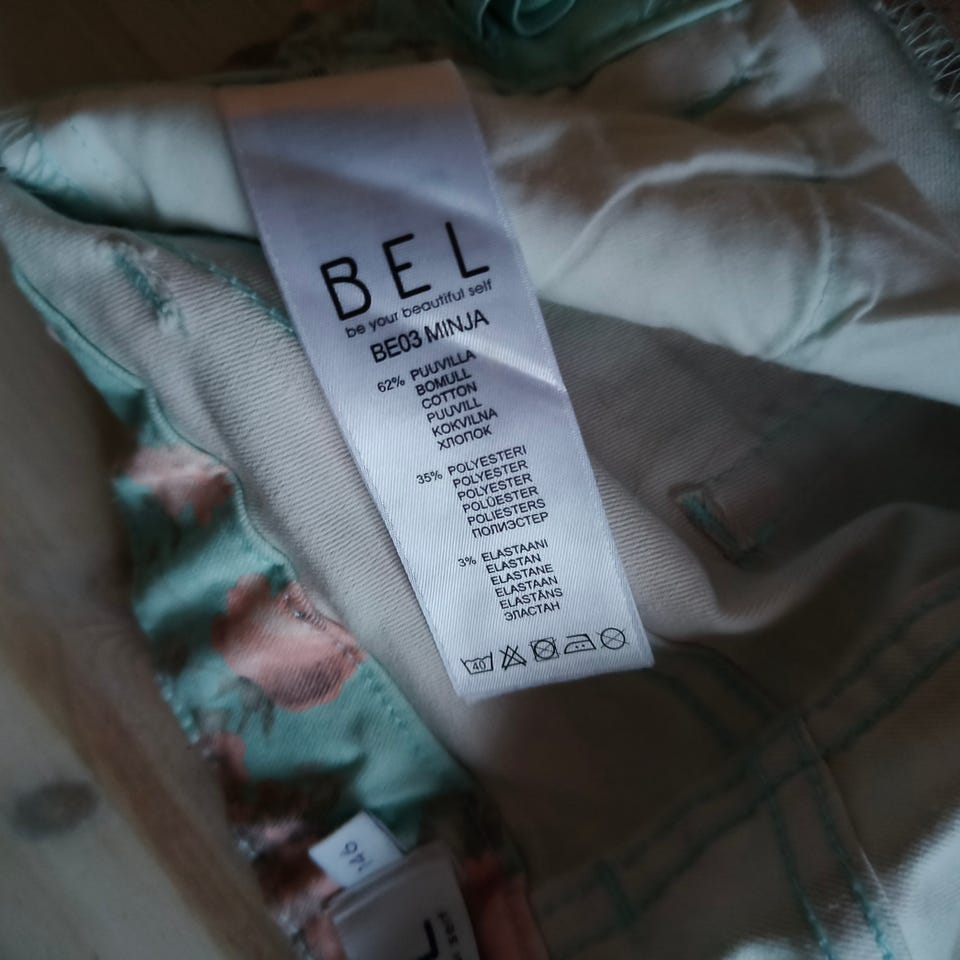 BEL
be your beautiful self
BE03 MINJA
62% PUUVILLA
BOMULL
COTTON
PUUVILL
KOKVILNA
ХЛОПОК
35% POLYESTERI
POLYESTER
POLYESTER
POLÜESTER
POLIESTERS
ПОЛИЭСТЕР
3% ELASTAANI
ELASTAN
ELASTANE
ELASTAAN
ELASTĀNS
ЭЛАСТАН
40
146